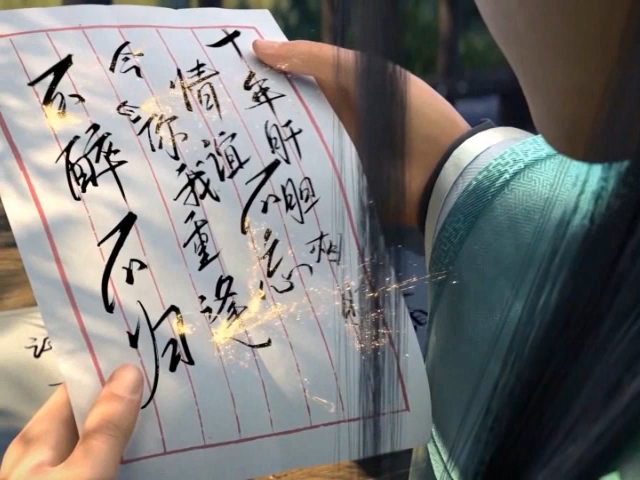 十年肝胆
情谊不忘
今你我重逢
不醉不归